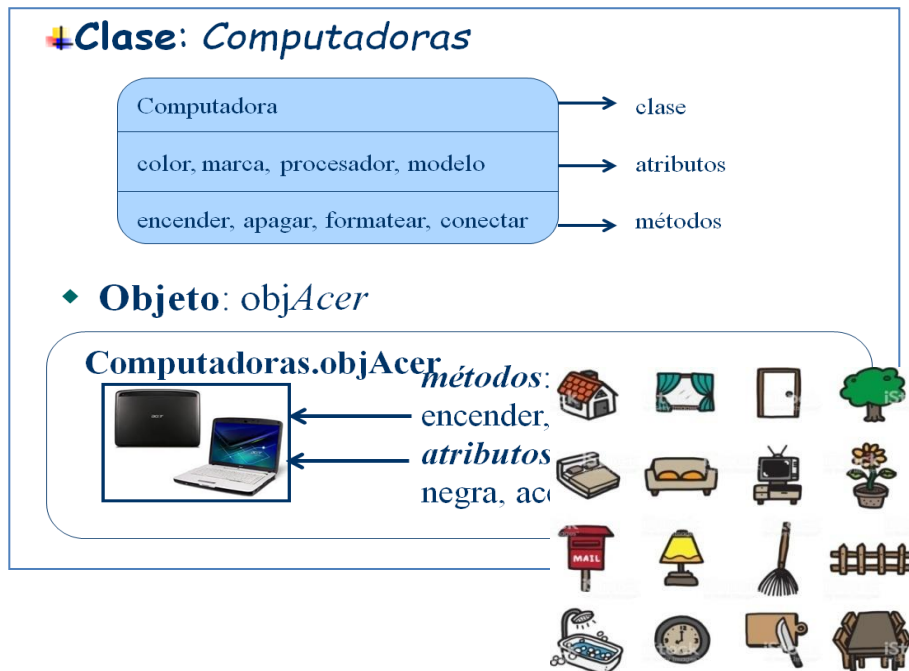 Clase: Computadoras
Computadora
clase
color, marca, procesador, modelo
atributos
encender, apagar, formatear, conectar
métodos
Objeto: objAcer
Computadoras.objAcer
métodos:
encender,
atributos
negra,
acer
MAIL